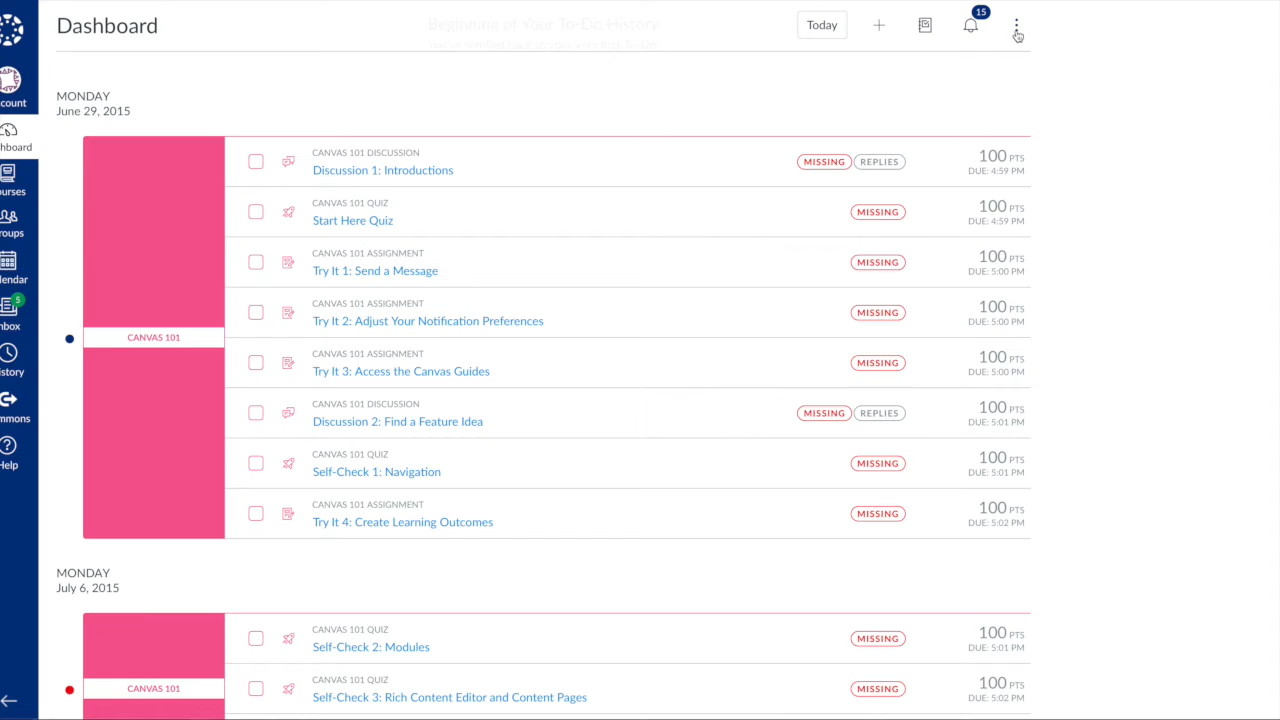 Dashboard
Beginning of Your To-Do History
Today
15
ccount
hboard
ourses
roups
lendar
5
nbox
istory
mmons
Help
MONDAY
June 29, 2015
CANVAS 101
CANVAS 101 DISCUSSION
Discussion 1: Introductions
MISSING
REPLIES
100 PTS
DUE: 4:59 PM
CANVAS 101 QUIZ
Start Here Quiz
MISSING
100 PTS
DUE: 4:59 PM
CANVAS 101 ASSIGNMENT
Try It 1: Send a Message
MISSING
100 PTS
DUE: 5:00 PM
CANVAS 101 ASSIGNMENT
Try It 2: Adjust Your Notification Preferences
MISSING
100 PTS
DUE: 5:00 PM
CANVAS 101 ASSIGNMENT
Try It 3: Access the Canvas Guides
MISSING
100 PTS
DUE: 5:00 PM
CANVAS 101 DISCUSSION
Discussion 2: Find a Feature Idea
MISSING
REPLIES
100 PTS
DUE: 5:01 PM
CANVAS 101 QUIZ
Self-Check 1: Navigation
MISSING
100 PTS
DUE: 5:01 PM
CANVAS 101 ASSIGNMENT
Try It 4: Create Learning Outcomes
MISSING
100 PTS
DUE: 5:02 PM
MONDAY
July 6, 2015
CANVAS 101
CANVAS 101 QUIZ
Self-Check 2: Modules
MISSING
100 PTS
DUE: 5:01 PM
CANVAS 101 QUIZ
Self-Check 3: Rich Content Editor and Content Pages
MISSING
100 PTS
DUE: 5:02 PM